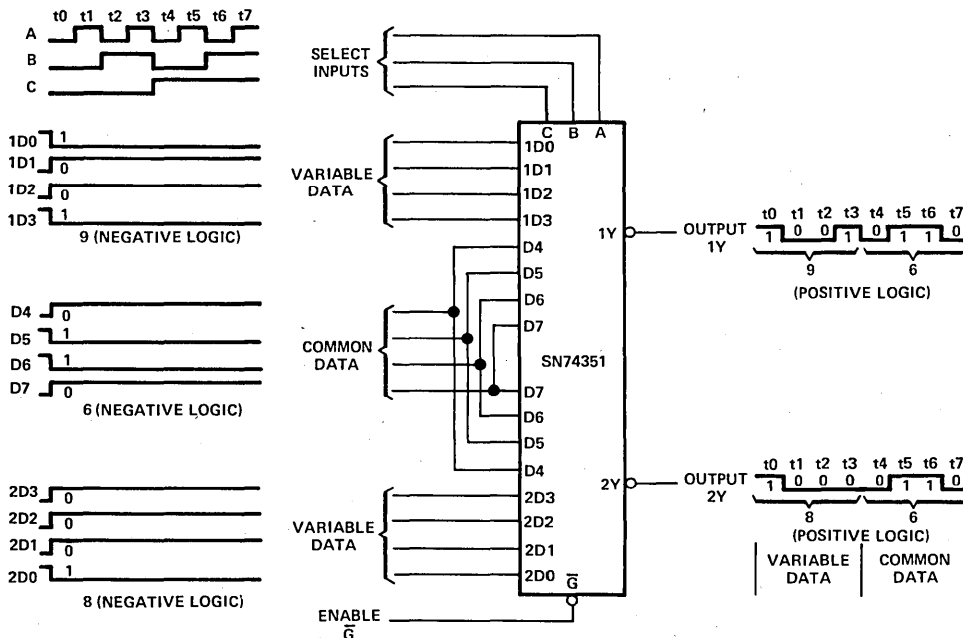 t0 t1 t2 t3 t4 t5 t6 t7
A
B
C
SELECT
INPUTS
C B A
1D0 1
1D1 0
1D2 0
1D3 1
9 (NEGATIVE LOGIC)
VARIABLE
DATA
1D0
1D1
1D2
1D3
D4
D5
D6
D7
1Y
OUTPUT
1Y
t0 t1 t2 t3 t4 t5 t6 t7
1 0 0 1 0 1 1 0
9 6
(POSITIVE LOGIC)
D4 0
D5 1
D6 1
D7 0
6 (NEGATIVE LOGIC)
COMMON
DATA
SN74351
D7
D6
D5
D4
2D3 0
2D2 0
2D1 0
2D0 1
8 (NEGATIVE LOGIC)
VARIABLE
DATA
2D3
2D2
2D1
2D0
G
2Y
OUTPUT
2Y
t0 t1 t2 t3 t4 t5 t6 t7
1 0 0 0 0 1 1 0
8 6
(POSITIVE LOGIC)
VARIABLE
DATA
COMMON
DATA
ENABLE
G